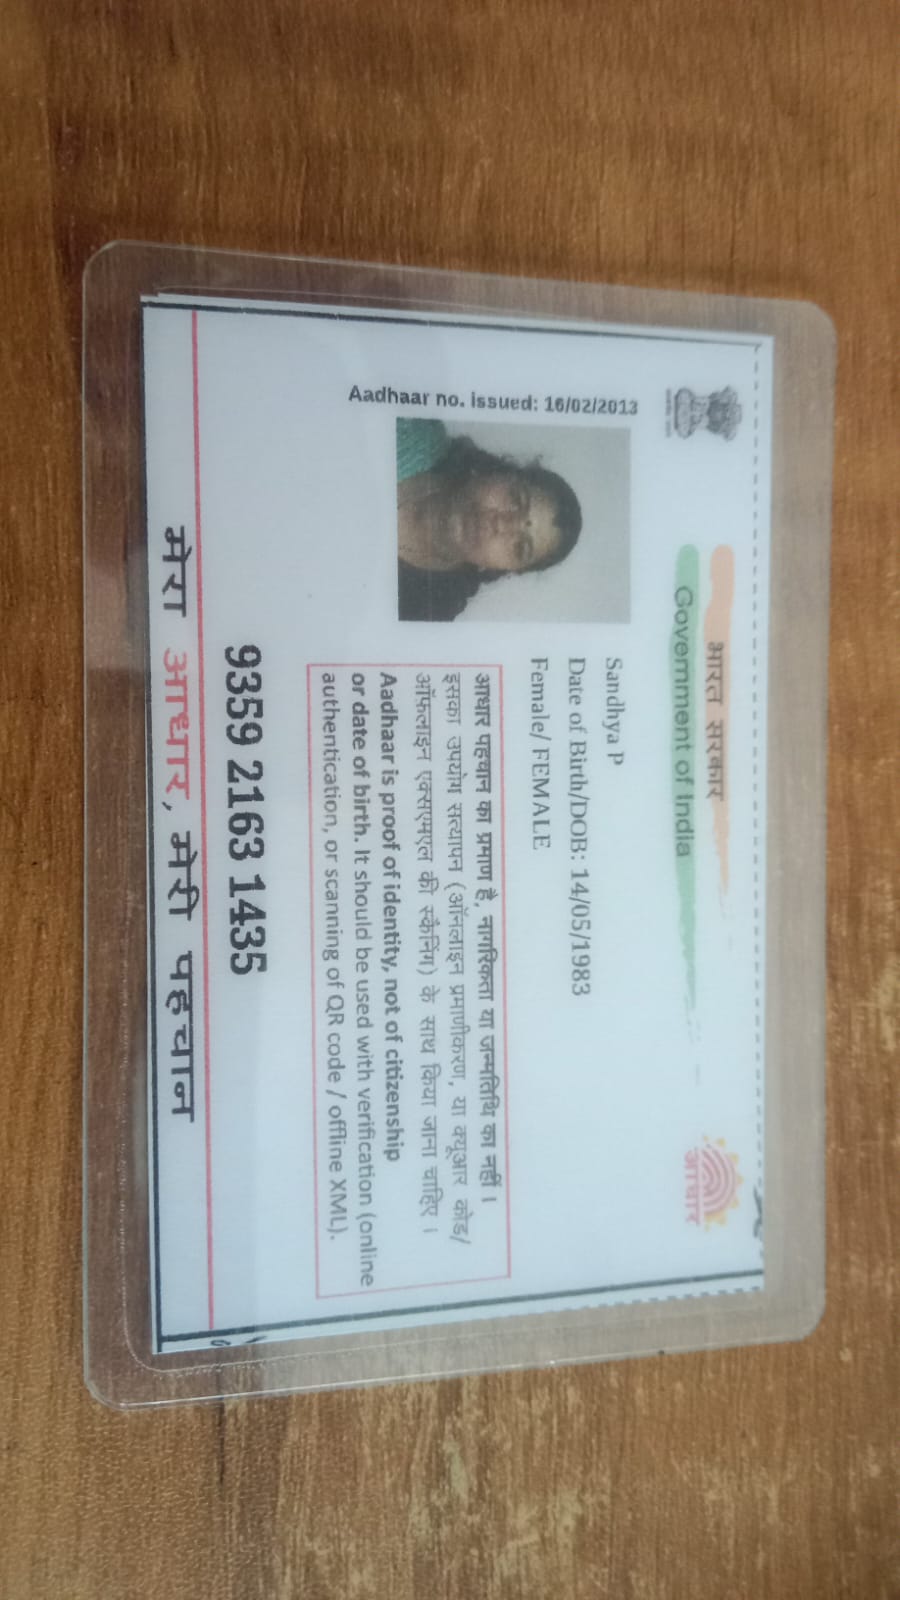 भारत सरकार
Government of India
आधार
Aadhaar no. issued: 16/02/2013
Sandhya P
Date of Birth/DOB: 14/05/1983
Female/ FEMALE
आधार पहचान का प्रमाण है, नागरिकता या जन्मतिथि का नहीं ।
इसका उपयोग सत्यापन (ऑनलाइन प्रमाणीकरण, या क्यूआर कोड/
ऑफलाइन एक्सएमएल की स्कैनिंग) के साथ किया जाना चाहिए ।
Aadhaar is proof of identity, not of citizenship
or date of birth. It should be used with verification (online
authentication, or scanning of QR code / offline XML).
9359 2163 1435
मेरा आधार, मेरी पहचान